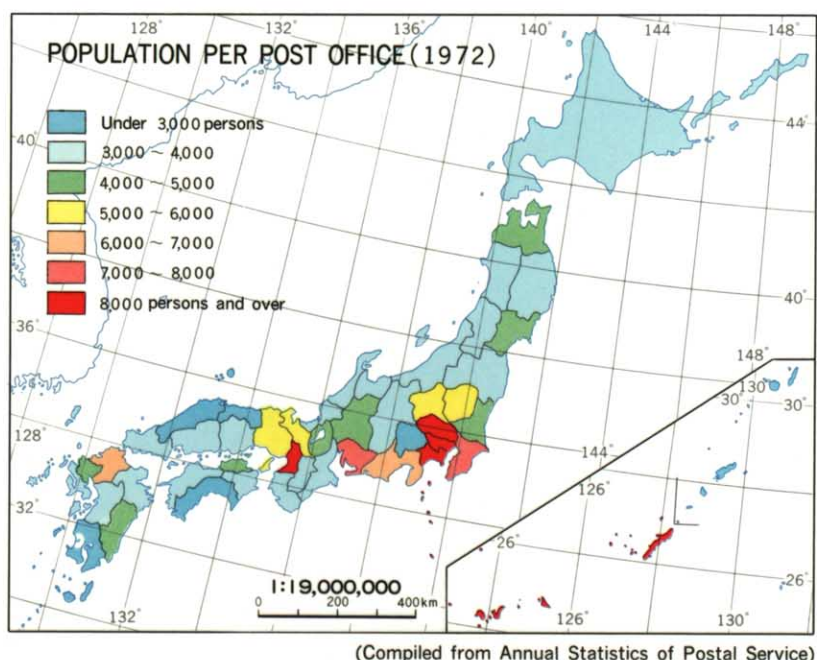 128°
132°
136°
140°
144°
148°
POPULATION PER POST OFFICE(1972)
Under 3,000 persons
3,000 ~ 4,000
4,000 ~ 5,000
5,000 ~ 6,000
6,000 ~ 7,000
7,000 ~ 8,000
8,000 persons and over
40°
44°
36°
40°
148°
130°
30°
30°
128°
144°
126°
32°
26°
26°
1:19,000,000
0 200 400km
132°
126°
130°
(Compiled from Annual Statistics of Postal Service)